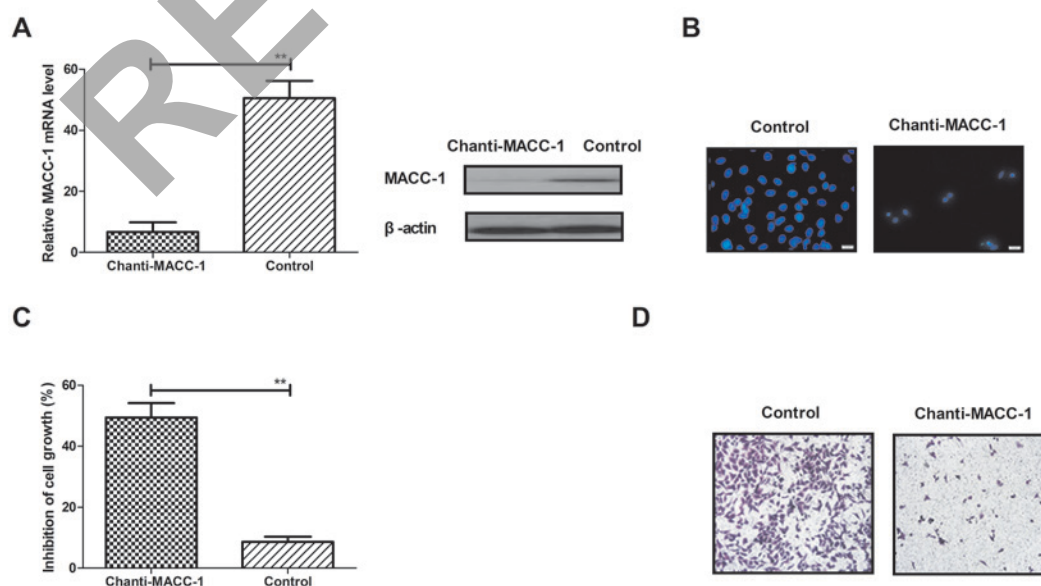 A
B
RE
Relative MACC-1 mRNA level
60
40
20
0
**
Chanti-MACC-1
Control
Chanti-MACC-1 Control
MACC-1
β-actin
Control
Chanti-MACC-1
C
D
Inhibition of cell growth (%)
60
40
20
0
**
Chanti-MACC-1
Control
Control
Chanti-MACC-1